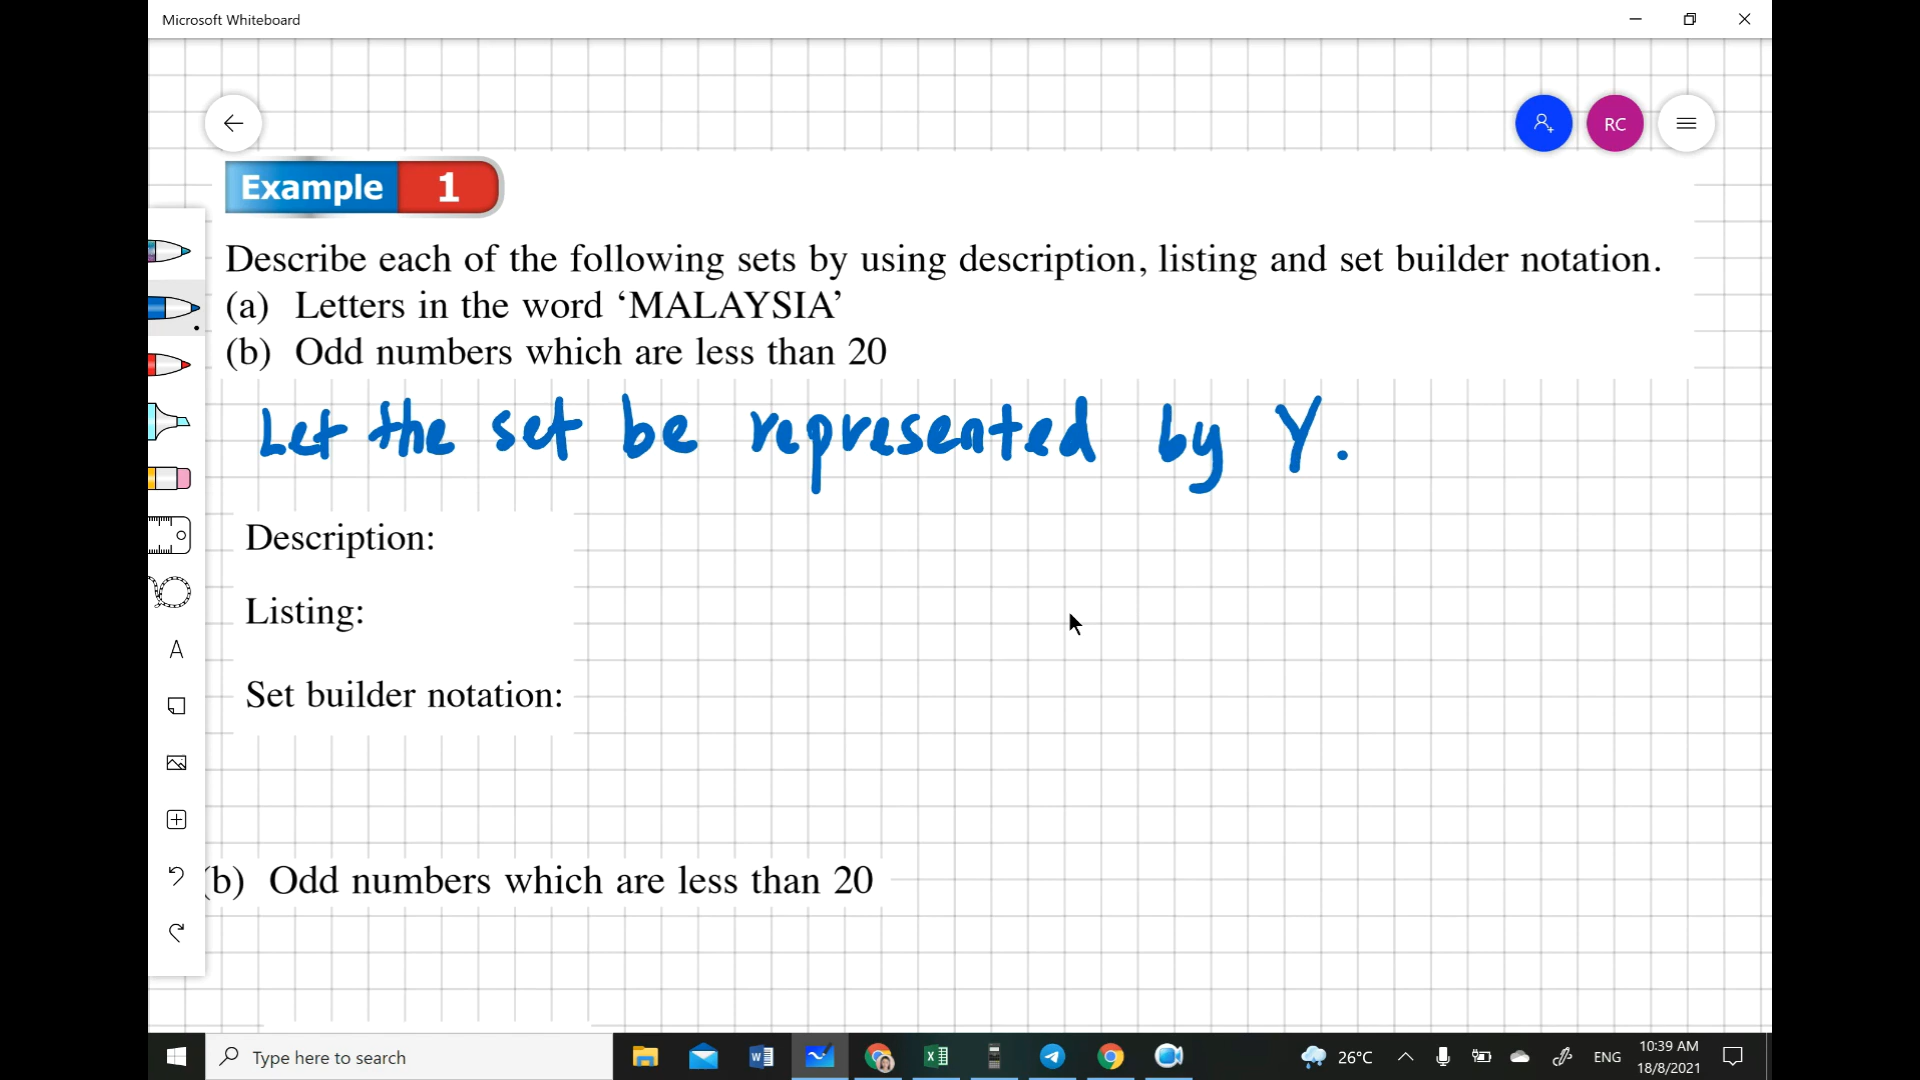 Microsoft Whiteboard
RC
Example 1
Describe each of the following sets by using description, listing and set builder notation.
(a) Letters in the word ‘MALAYSIA’
(b) Odd numbers which are less than 20
Let the set be represented by Y.
Description:
Listing:
Set builder notation:
(b) Odd numbers which are less than 20
Type here to search
26°C
ENG
10:39 AM
18/8/2021